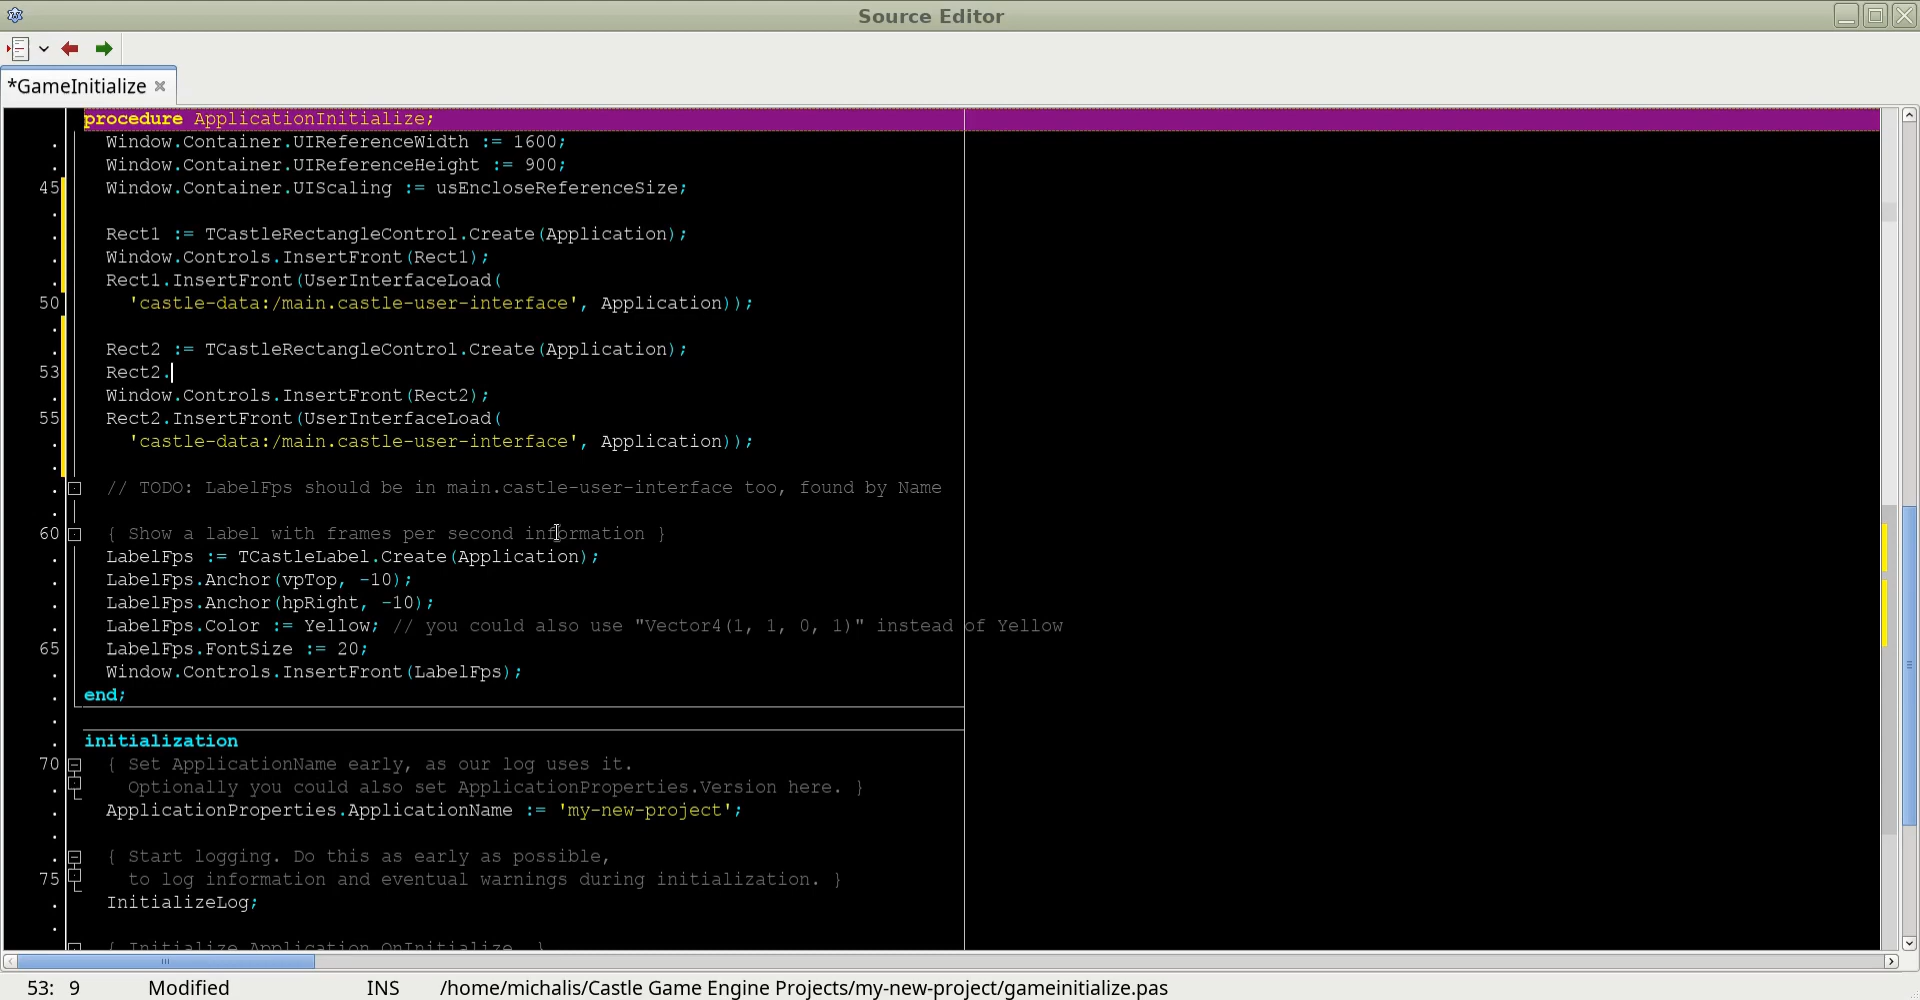 Source Editor
*GameInitialize
procedure ApplicationInitialize;
. Window.Container.UIReferenceWidth := 1600;
. Window.Container.UIReferenceHeight := 900;
45 Window.Container.UIScaling := usEncloseReferenceSize;
.
. Rect1 := TCastleRectangleControl.Create(Application);
. Window.Controls.InsertFront(Rect1);
. Rect1.InsertFront(UserInterfaceLoad(
50 'castle-data:/main.castle-user-interface', Application));
.
. Rect2 := TCastleRectangleControl.Create(Application);
53 Rect2.
. Window.Controls.InsertFront(Rect2);
55 Rect2.InsertFront(UserInterfaceLoad(
. 'castle-data:/main.castle-user-interface', Application));
.
. // TODO: LabelFps should be in main.castle-user-interface too, found by Name
.
60 { Show a label with frames per second information }
. LabelFps := TCastleLabel.Create(Application);
. LabelFps.Anchor(vpTop, -10);
. LabelFps.Anchor(hpRight, -10);
. LabelFps.Color := Yellow; // you could also use "Vector4(1, 1, 0, 1)" instead of Yellow
65 LabelFps.FontSize := 20;
. Window.Controls.InsertFront(LabelFps);
. end;
.
. initialization
70 { Set ApplicationName early, as our log uses it.
. Optionally you could also set ApplicationProperties.Version here. }
. ApplicationProperties.ApplicationName := 'my-new-project';
.
. { Start logging. Do this as early as possible,
75 to log information and eventual warnings during initialization. }
. InitializeLog;
.
. { Initialize Application.OnInitialize. }
53: 9 Modified INS /home/michalis/Castle Game Engine Projects/my-new-project/gameinitialize.pas